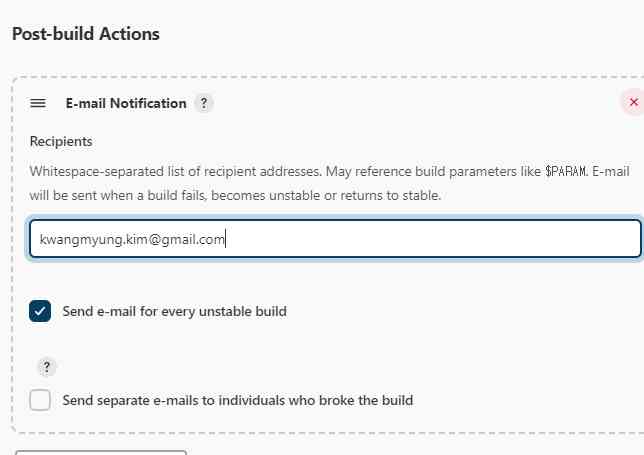 Post-build Actions
E-mail Notification ?
Recipients
Whitespace-separated list of recipient addresses. May reference build parameters like $PARAM. E-mail
will be sent when a build fails, becomes unstable or returns to stable.
kwangmyung.kim@gmail.com
Send e-mail for every unstable build
?
Send separate e-mails to individuals who broke the build